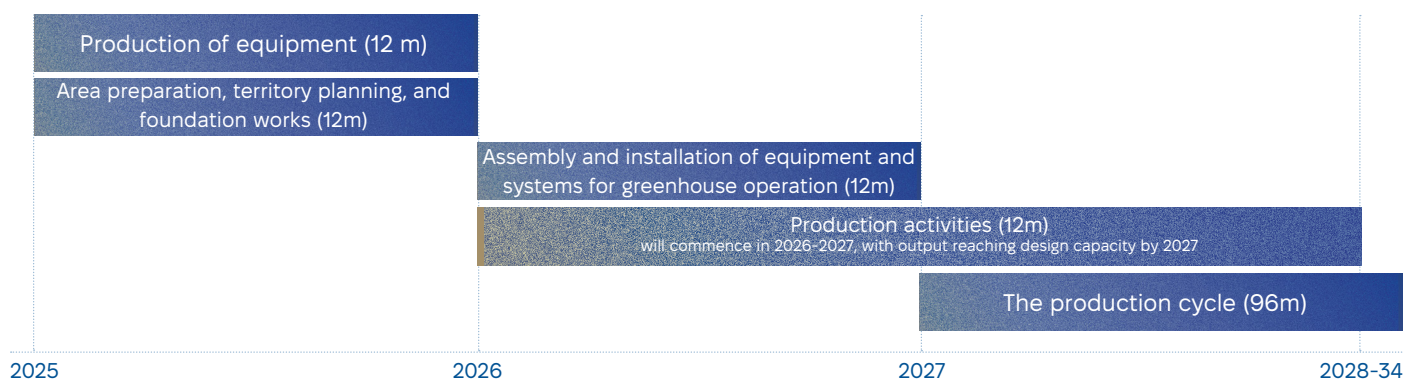 Production of equipment (12 m)
Area preparation, territory planning, and
foundation works (12m)
Assembly and installation of equipment and
systems for greenhouse operation (12m)
Production activities (12m)
will commence in 2026-2027, with output reaching design capacity by 2027
The production cycle (96m)
2025
2026
2027
2028-34